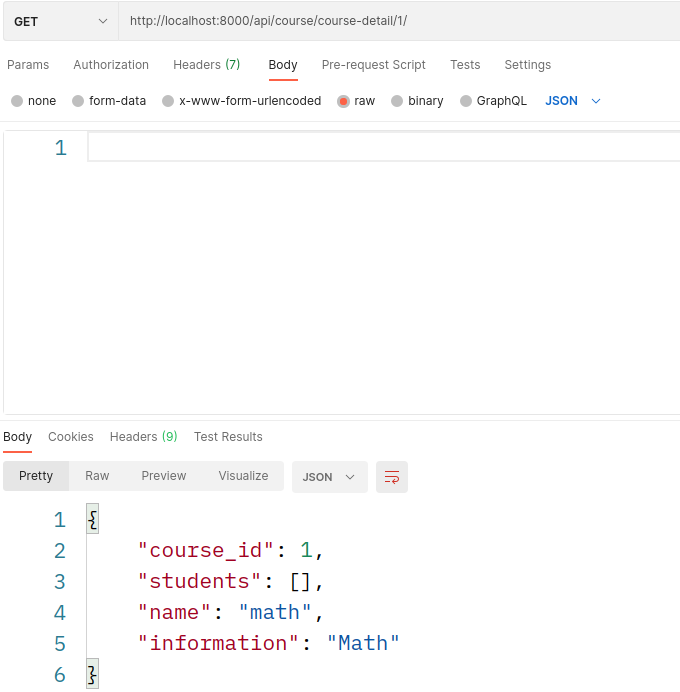 GET http://localhost:8000/api/course/course-detail/1/
Params Authorization Headers (7) Body Pre-request Script Tests Settings
none form-data x-www-form-urlencoded raw binary GraphQL JSON
1
Body Cookies Headers (9) Test Results
Pretty Raw Preview Visualize JSON
1 {
2 "course_id": 1,
3 "students": [],
4 "name": "math",
5 "information": "Math"
6 }